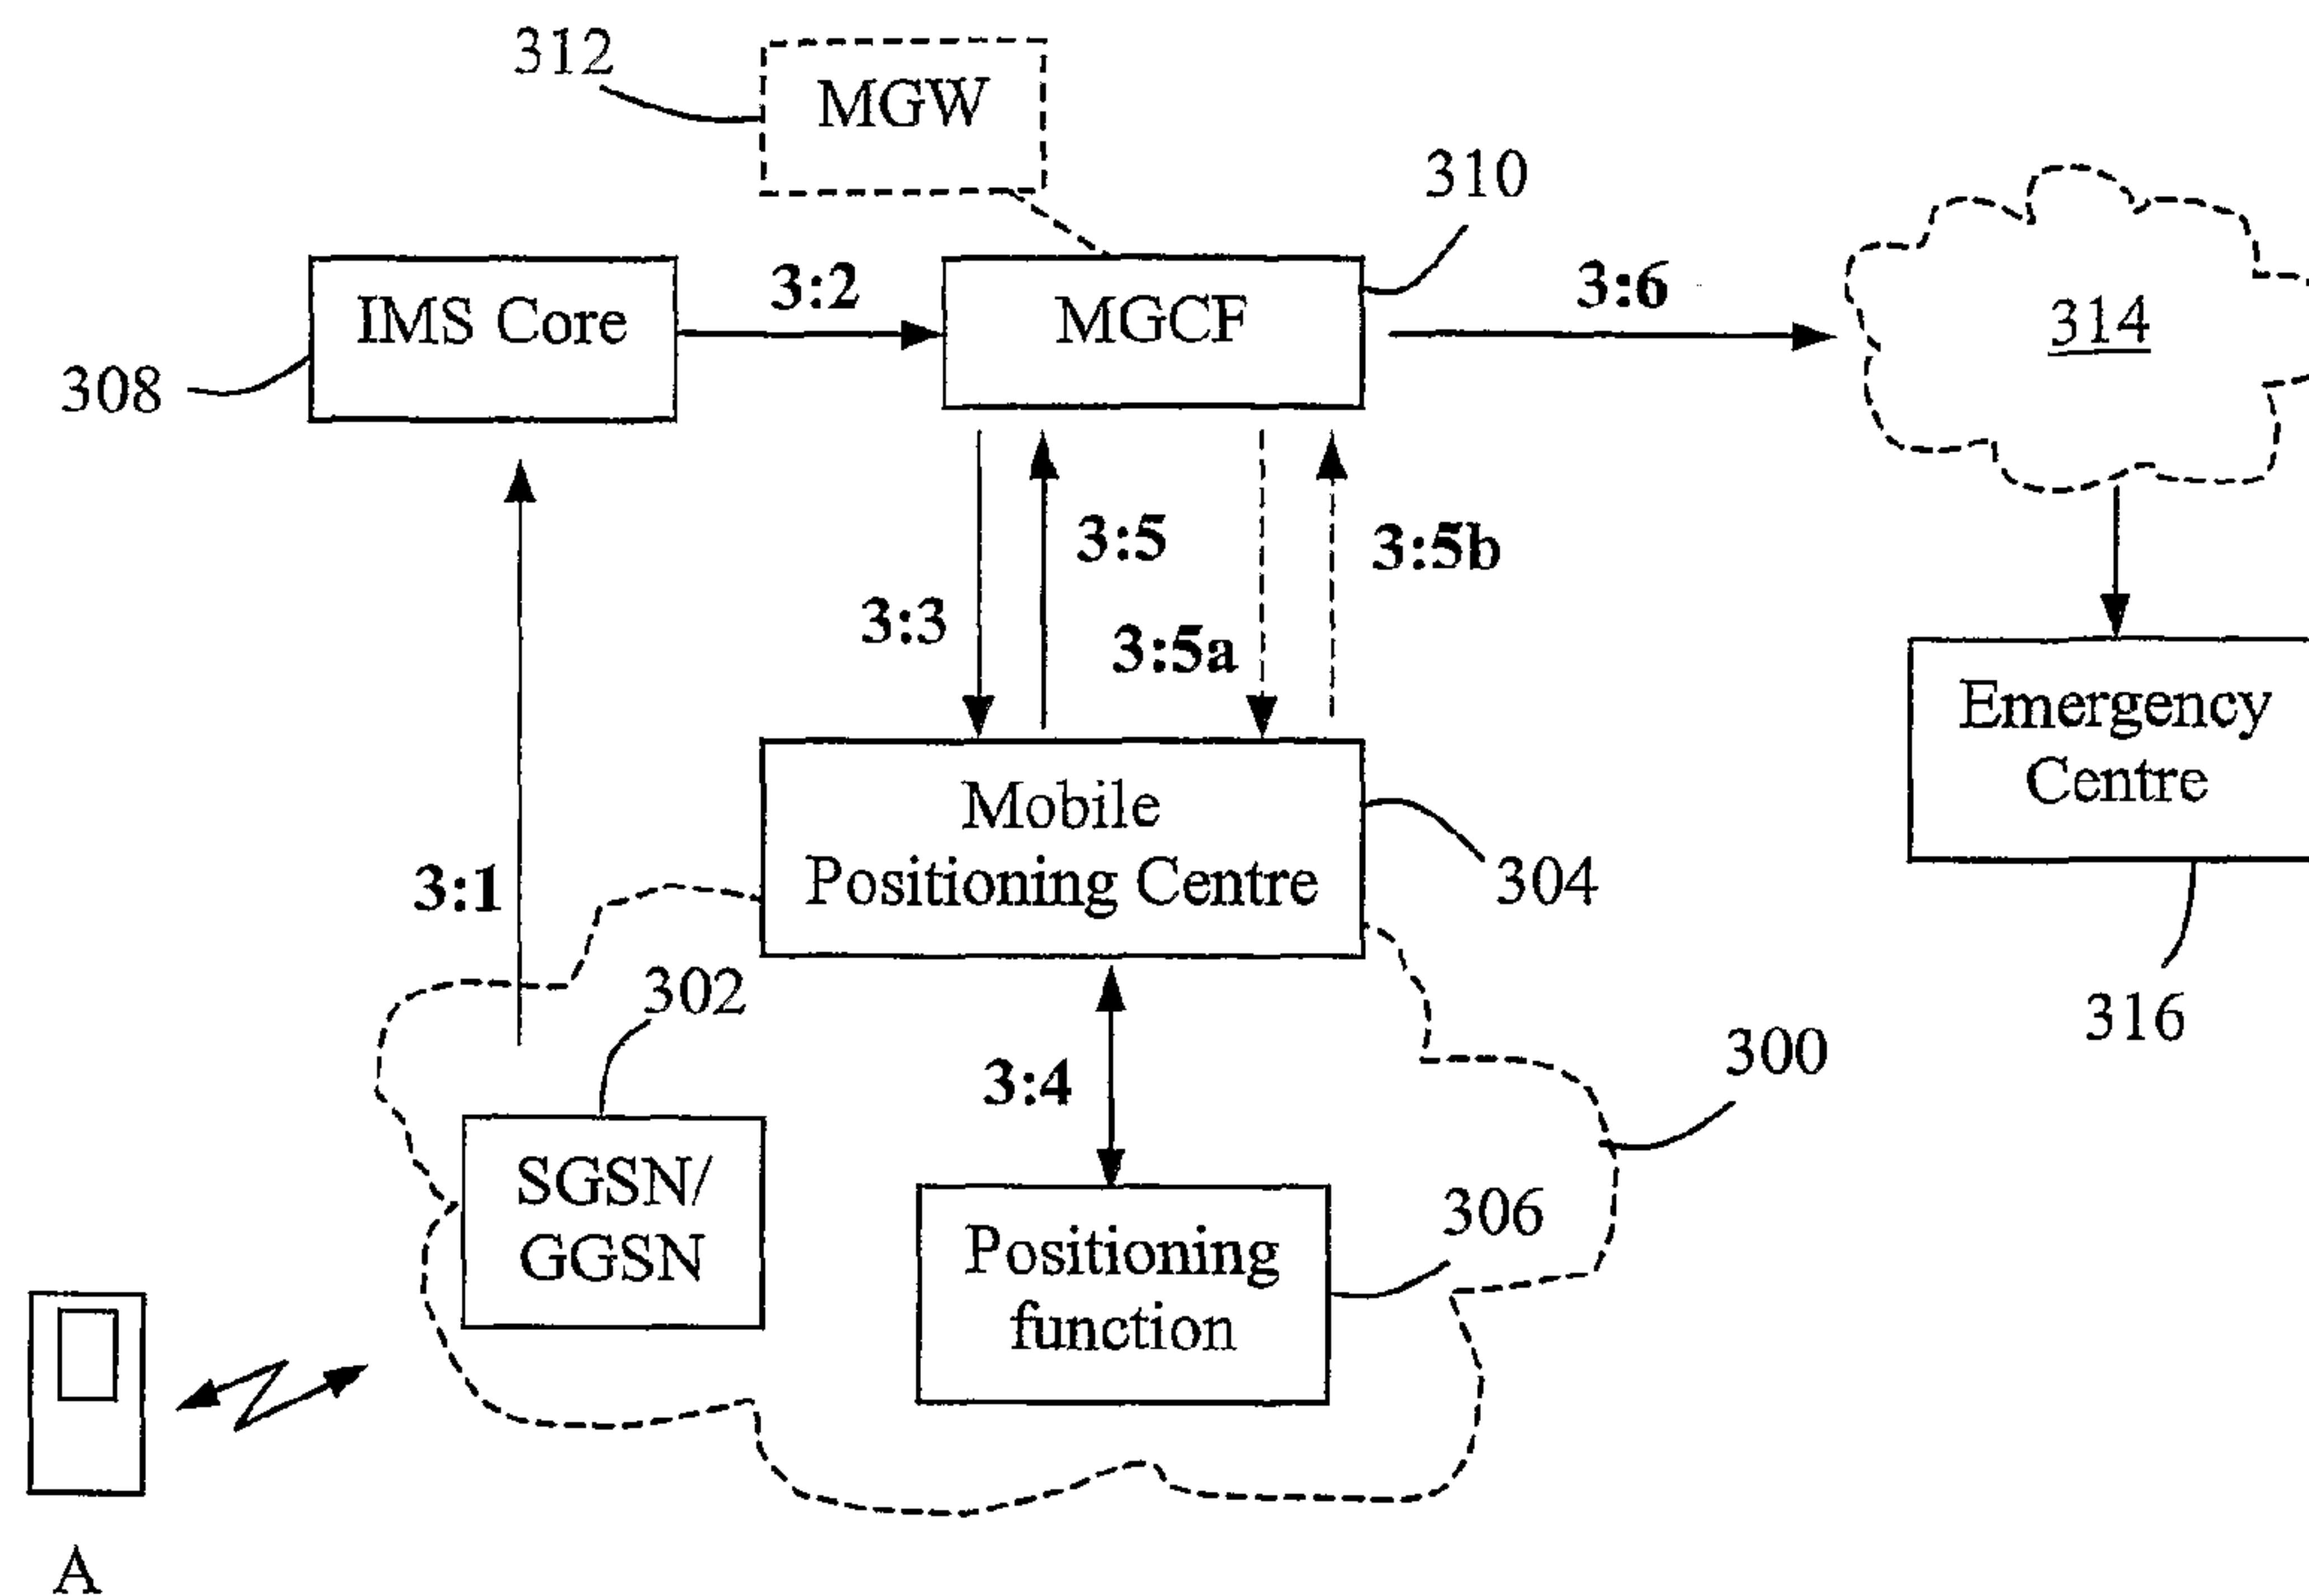 312
MGW
310
IMS Core
3:2
MGCF
3:6
314
308
3:5
3:5b
3:3
3:5a
Emergency
Centre
Mobile
Positioning Centre
304
3:1
302
316
300
3:4
SGSN/
GGSN
306
Positioning
function
A